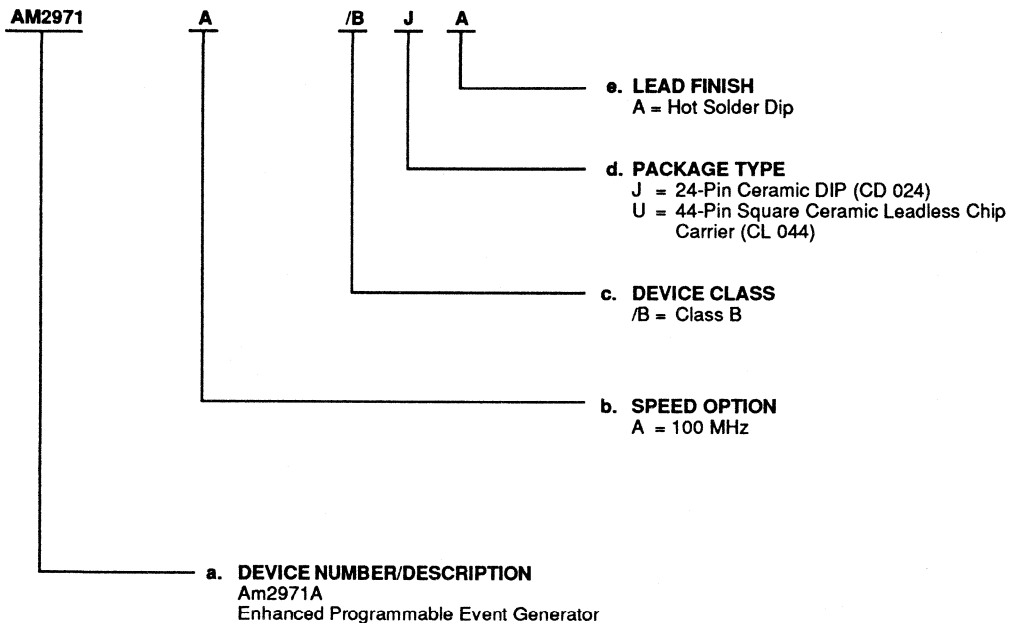 AM2971 A /B J A
e. LEAD FINISH
A = Hot Solder Dip
d. PACKAGE TYPE
J = 24-Pin Ceramic DIP (CD 024)
U = 44-Pin Square Ceramic Leadless Chip
Carrier (CL 044)
c. DEVICE CLASS
/B = Class B
b. SPEED OPTION
A = 100 MHz
a. DEVICE NUMBER/DESCRIPTION
Am2971A
Enhanced Programmable Event Generator